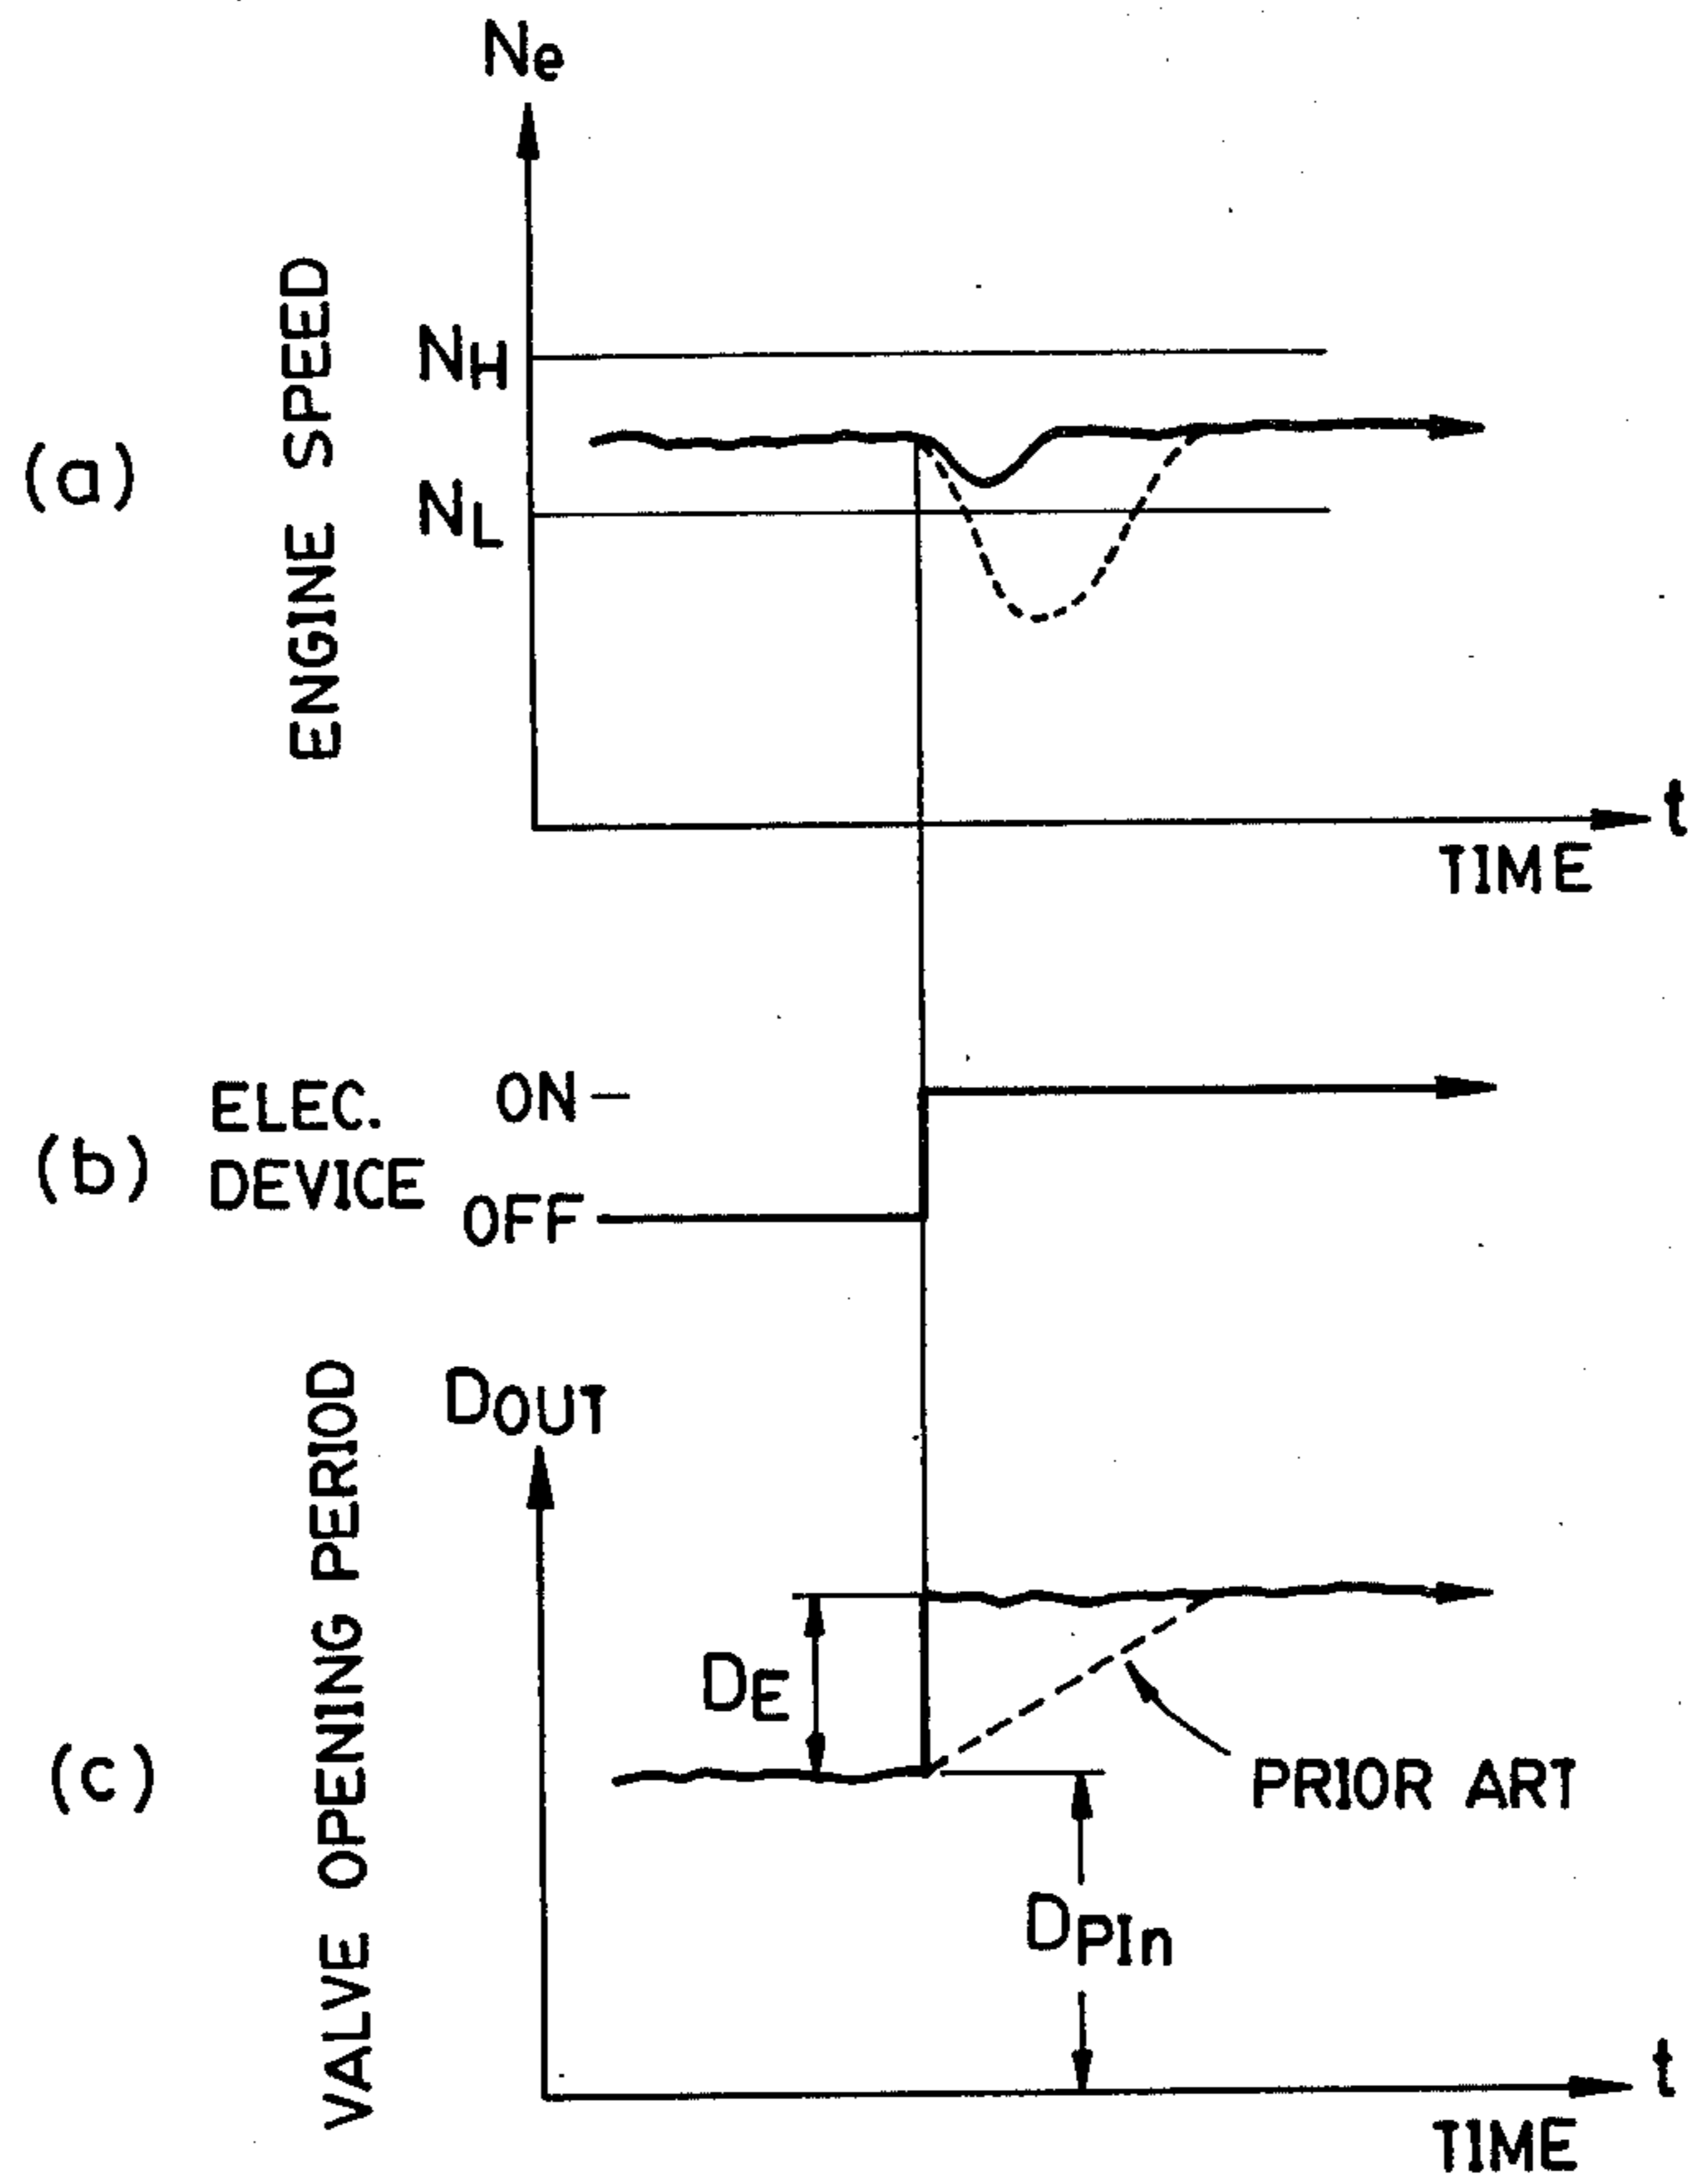 Ne
ENGINE SPEED
NH
(a)
NL
t
TIME
(b)
ELEC.
DEVICE
ON
OFF
DOUT
VALVE OPENING PERIOD
DE
(c)
PRIOR ART
DPIn
t
TIME